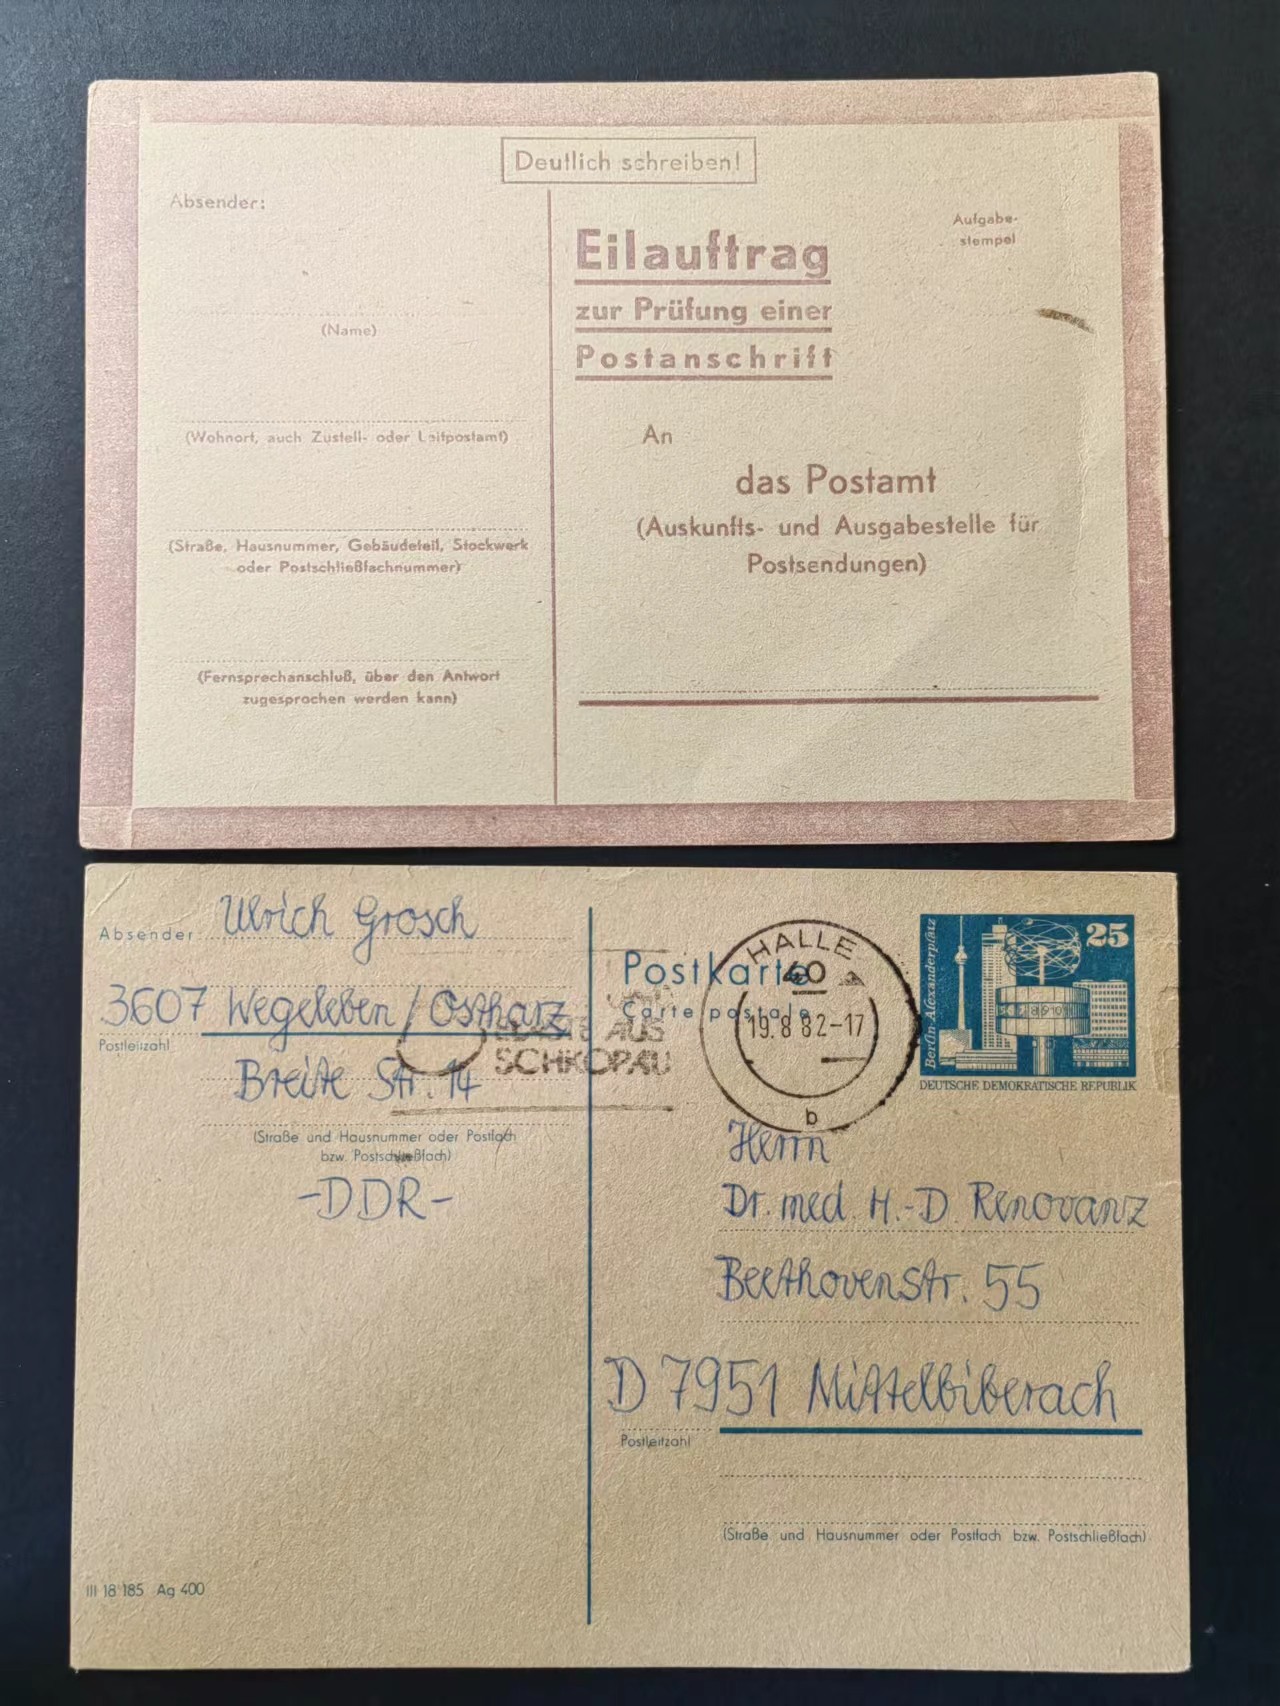 Deutlich schreiben!
Absender:
(Name)
(Wohnort, auch Zustell- oder Leitpostamt)
(Straße, Hausnummer, Gebäudeteil, Stockwerk
oder Postschließfachnummer)
(Fernsprechanschluß, über den Antwort
zugesprochen werden kann)
Aufgabe-
stempel
Eilauftrag
zur Prüfung einer
Postanschrift
An
das Postamt
(Auskunfts- und Ausgabestelle für
Postsendungen)
Absender: Ulrich Grosch
3607 Wegeleben / Ostharz
Postleitzahl
Breite Str. 14
(Straße und Hausnummer oder Postfach
bzw. Postschließfach)
-DDR-
III 18 185 Ag 400
AUS
SCHKOPAU
Postkarte
Carte postale
HALLE
40
19.8 82-17
b
Berlin-Alexanderplatz
25
DEUTSCHE DEMOKRATISCHE REPUBLIK
Herrn
Dr. med. H.-D. Renovanz
Beethovenstr. 55
D 7951 Mittelbiberach
Postleitzahl
(Straße und Hausnummer oder Postfach bzw. Postschließfach)